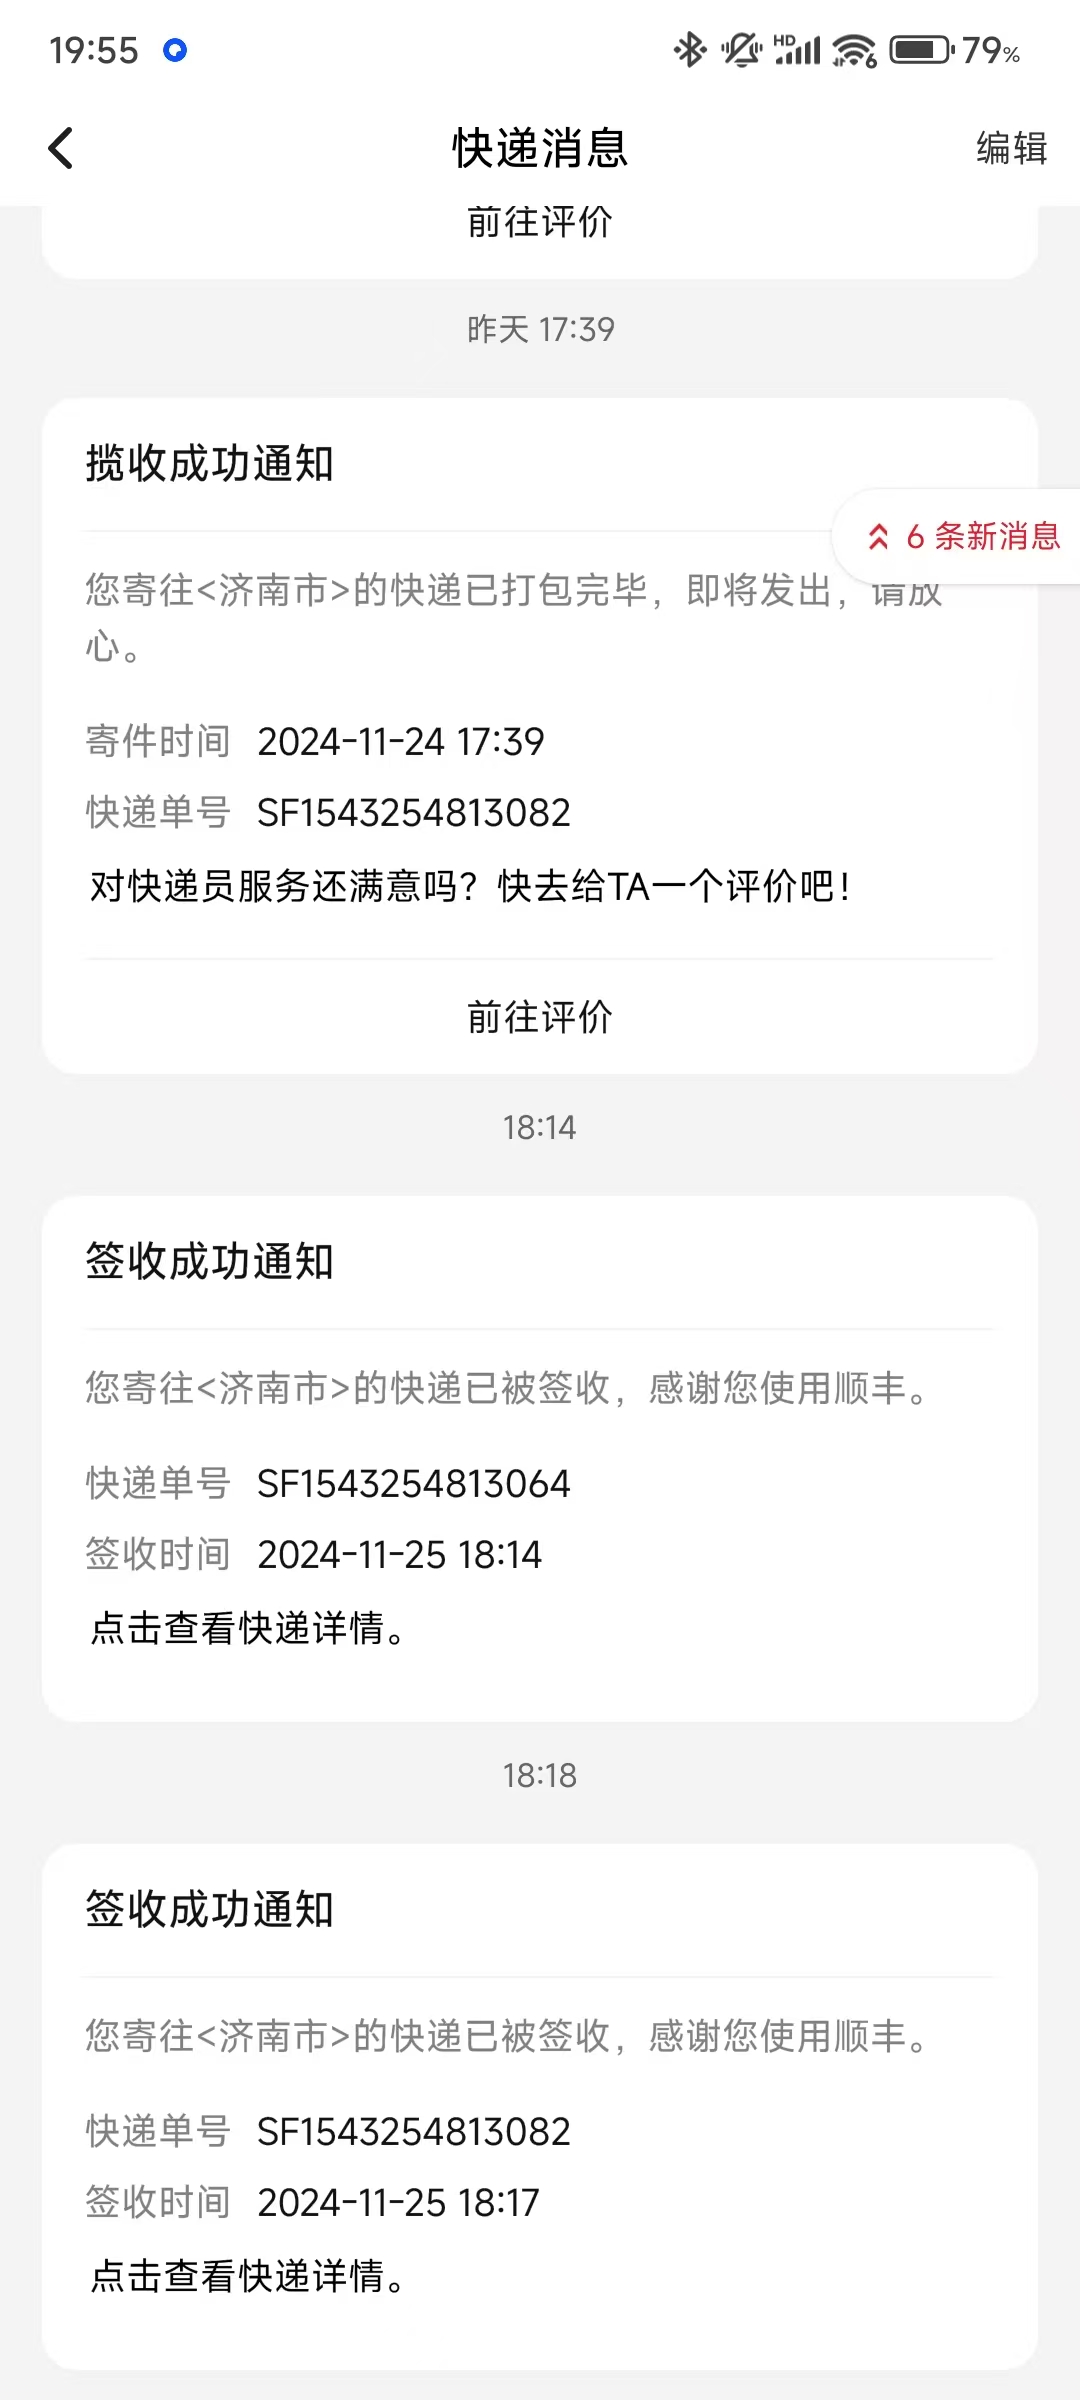 19:55
HD
6
79%
快递消息
编辑
前往评价
昨天 17:39
揽收成功通知
6 条新消息
您寄往<济南市>的快递已打包完毕，即将发出，请放
心。
寄件时间 2024-11-24 17:39
快递单号 SF1543254813082
对快递员服务还满意吗？快去给TA一个评价吧！
前往评价
18:14
签收成功通知
您寄往<济南市>的快递已被签收，感谢您使用顺丰。
快递单号 SF1543254813064
签收时间 2024-11-25 18:14
点击查看快递详情。
18:18
签收成功通知
您寄往<济南市>的快递已被签收，感谢您使用顺丰。
快递单号 SF1543254813082
签收时间 2024-11-25 18:17
点击查看快递详情。